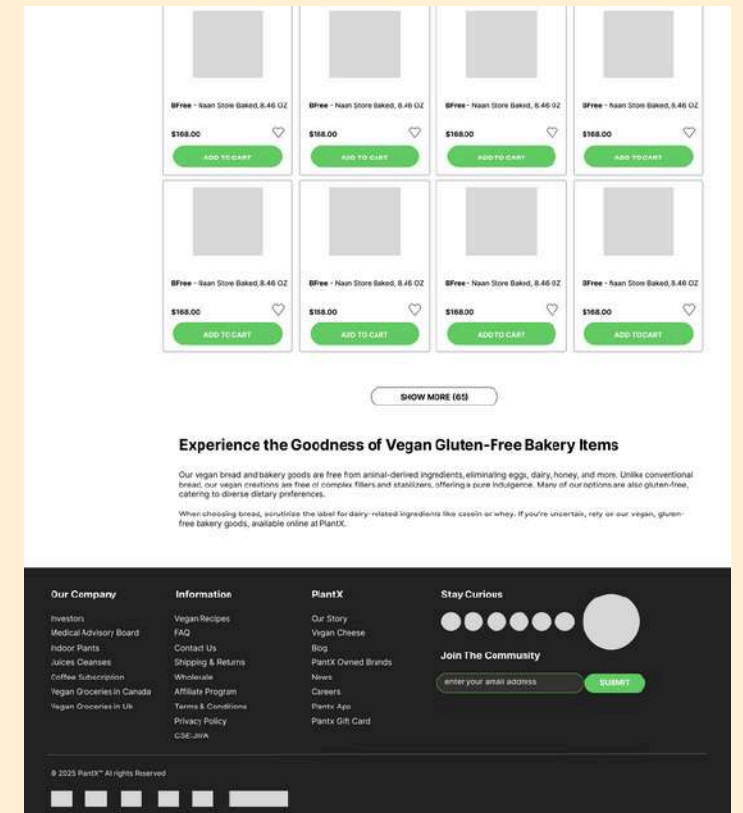 BFree - Naan Store Baked, 8.46 OZ
BFree - Naan Store Baked, 8.46 OZ
BFree - Naan Store Baked, 8.46 OZ
BFree - Naan Store Baked, 8.46 OZ
$168.00
$168.00
$168.00
$168.00
ADD TO CART
ADD TO CART
ADD TO CART
ADD TO CART
BFree - Naan Store Baked, 8.46 OZ
BFree - Naan Store Baked, 8.46 OZ
BFree - Naan Store Baked, 8.46 OZ
BFree - Naan Store Baked, 8.46 OZ
$168.00
$168.00
$168.00
$168.00
ADD TO CART
ADD TO CART
ADD TO CART
ADD TO CART
SHOW MORE (65)
Experience the Goodness of Vegan Gluten-Free Bakery Items
Our vegan bread and bakery goods are free from animal-derived ingredients, eliminating eggs, dairy, honey, and more. Unlike conventional
bread, our vegan creations are free of complex fillers and stabilizers, offering a pure indulgence. Many of our options are also gluten-free,
catering to diverse dietary preferences.
When choosing bread, scrutinize the label for dairy-related ingredients like casein or whey. If you're uncertain, rely on our vegan, gluten-
free bakery goods, available online at PlantX.
Our Company
Investors
Medical Advisory Board
Indoor Plants
Juices Cleanses
Coffee Subscription
Vegan Groceries in Canada
Vegan Groceries in Uk
Information
Vegan Recipes
FAQ
Contact Us
Shipping & Returns
Wholesale
Affiliate Program
Terms & Conditions
Privacy Policy
PlantX
Our Story
Vegan Cheese
Blog
PlantX Owned Brands
News
Careers
Plantx App
Plantx Gift Card
Stay Curious
Join The Community
enter your email address
SUBMIT
© 2025 PlantX™ All rights Reserved